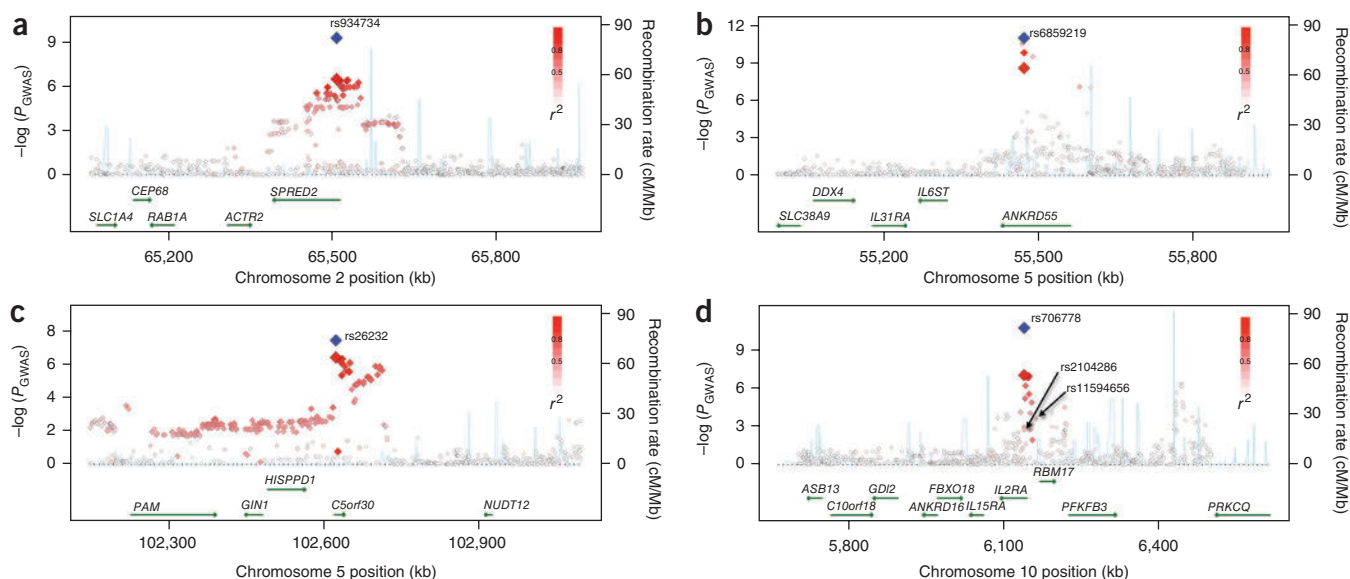 a
rs934734
9
6
3
0
–log (P_GWAS)
90
60
30
0
Recombination rate (cM/Mb)
0.8
0.5
r²
CEP68
SPRED2
SLC1A4
RAB1A
ACTR2
65,200
65,500
65,800
Chromosome 2 position (kb)
b
rs6859219
12
9
6
3
0
–log (P_GWAS)
90
60
30
0
Recombination rate (cM/Mb)
0.8
0.5
r²
DDX4
IL6ST
SLC38A9
IL31RA
ANKRD55
55,200
55,500
55,800
Chromosome 5 position (kb)
c
rs26232
8
6
4
2
0
–log (P_GWAS)
90
60
30
0
Recombination rate (cM/Mb)
0.8
0.5
r²
HISPPD1
PAM
GIN1
C5orf30
NUDT12
102,300
102,600
102,900
Chromosome 5 position (kb)
d
rs706778
rs2104286
rs11594656
9
6
3
0
–log (P_GWAS)
90
60
30
0
Recombination rate (cM/Mb)
0.8
0.5
r²
RBM17
ASB13
GDI2
FBXO18
IL2RA
C10orf18
ANKRD16
IL15RA
PFKFB3
PRKCQ
5,800
6,100
6,400
Chromosome 10 position (kb)